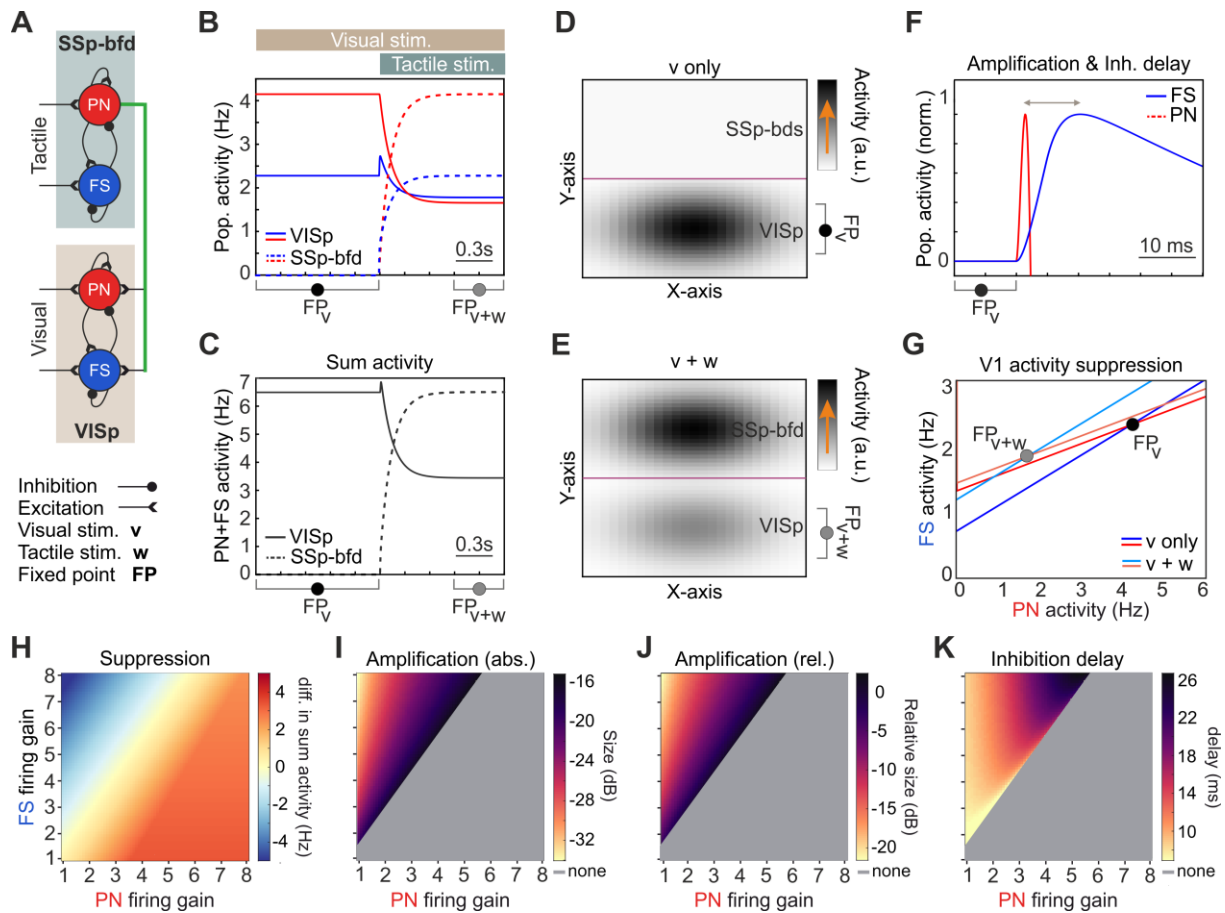 A
SSp-bfd
PN
FS
Tactile
PN
FS
Visual
VISp
Inhibition
Excitation
Visual stim. v
Tactile stim. w
Fixed point FP
B
Visual stim.
Tactile stim.
Pop. activity (Hz)
4
3
2
1
0
VISp
SSp-bfd
0.3s
FPv
FPv+w
C
Sum activity
PN+FS activity (Hz)
7
6
5
4
3
2
1
0
VISp
SSp-bfd
0.3s
FPv
FPv+w
D
v only
SSp-bds
VISp
Y-axis
X-axis
Activity (a.u.)
FPv
E
v + w
SSp-bfd
VISp
Y-axis
X-axis
Activity (a.u.)
FPv+w
F
Amplification & Inh. delay
Pop. activity (norm.)
1
0
FS
PN
10 ms
FPv
G
V1 activity suppression
FS activity (Hz)
3
2
1
0
FPv+w
FPv
v only
v + w
0 1 2 3 4 5 6
PN activity (Hz)
H
Suppression
FS firing gain
8
7
6
5
4
3
2
1
1 2 3 4 5 6 7 8
PN firing gain
4
2
0
-2
-4
diff. in sum activity (Hz)
I
Amplification (abs.)
1 2 3 4 5 6 7 8
PN firing gain
-16
-20
-24
-28
-32
Size (dB)
none
J
Amplification (rel.)
1 2 3 4 5 6 7 8
PN firing gain
0
-5
-10
-15
-20
Relative size (dB)
none
K
Inhibition delay
1 2 3 4 5 6 7 8
PN firing gain
26
22
18
14
10
delay (ms)
none